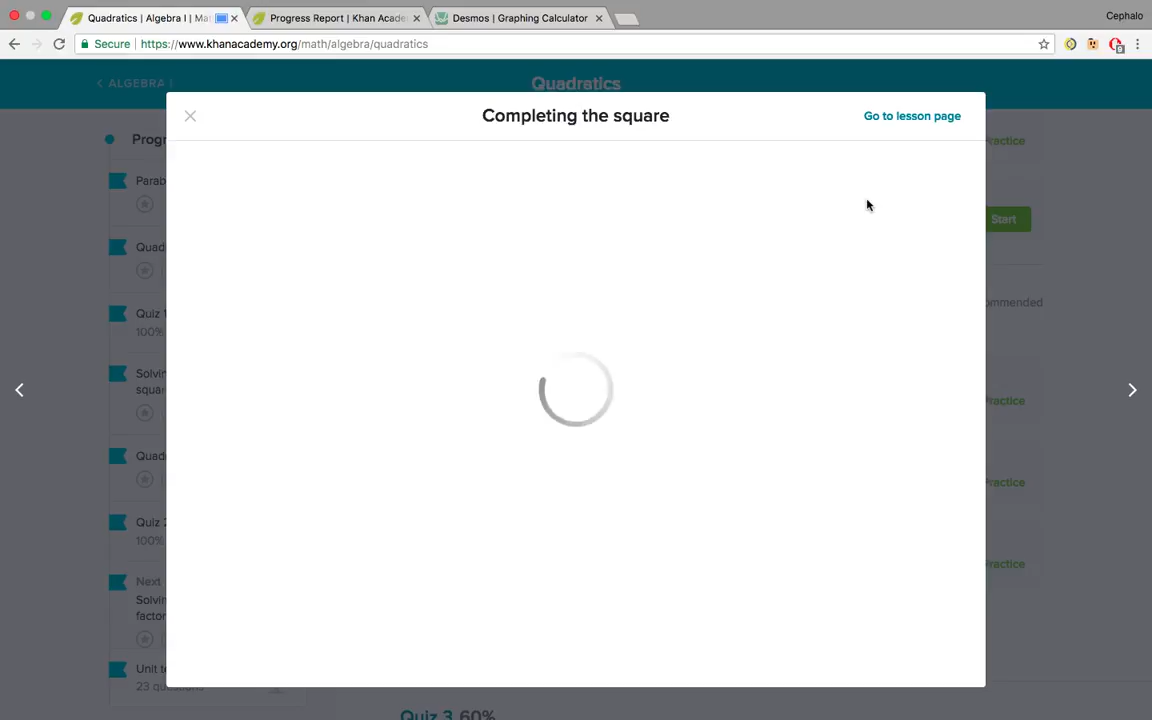 Quadratics | Algebra I | Ma
Progress Report | Khan Acade
Desmos | Graphing Calculator
Cephalo
Secure | https://www.khanacademy.org/math/algebra/quadratics
ALGEBRA I
Quadratics
Completing the square
Go to lesson page
Progr
Practice
Parab
Start
Quad
Quiz 1
100%
ommended
Solvin
squar
Practice
Quad
Practice
Quiz 2
100%
Practice
Next
Solvin
factor
Unit te
23 questions
Quiz 3 60%